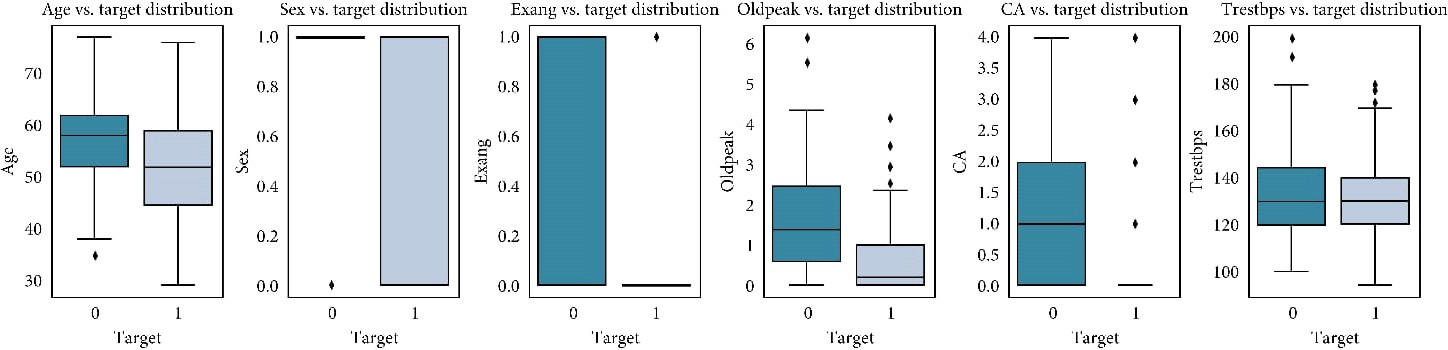 Age vs. target distribution
Sex vs. target distribution
Exang vs. target distribution
Oldpeak vs. target distribution
CA vs. target distribution
Trestbps vs. target distribution
Age
70
60
50
40
30
0 1
Target
Sex
1.0
0.8
0.6
0.4
0.2
0.0
0 1
Target
Exang
1.0
0.8
0.6
0.4
0.2
0.0
0 1
Target
Oldpeak
6
5
4
3
2
1
0
0 1
Target
CA
4.0
3.5
3.0
2.5
2.0
1.5
1.0
0.5
0.0
0 1
Target
Trestbps
200
180
160
140
120
100
0 1
Target